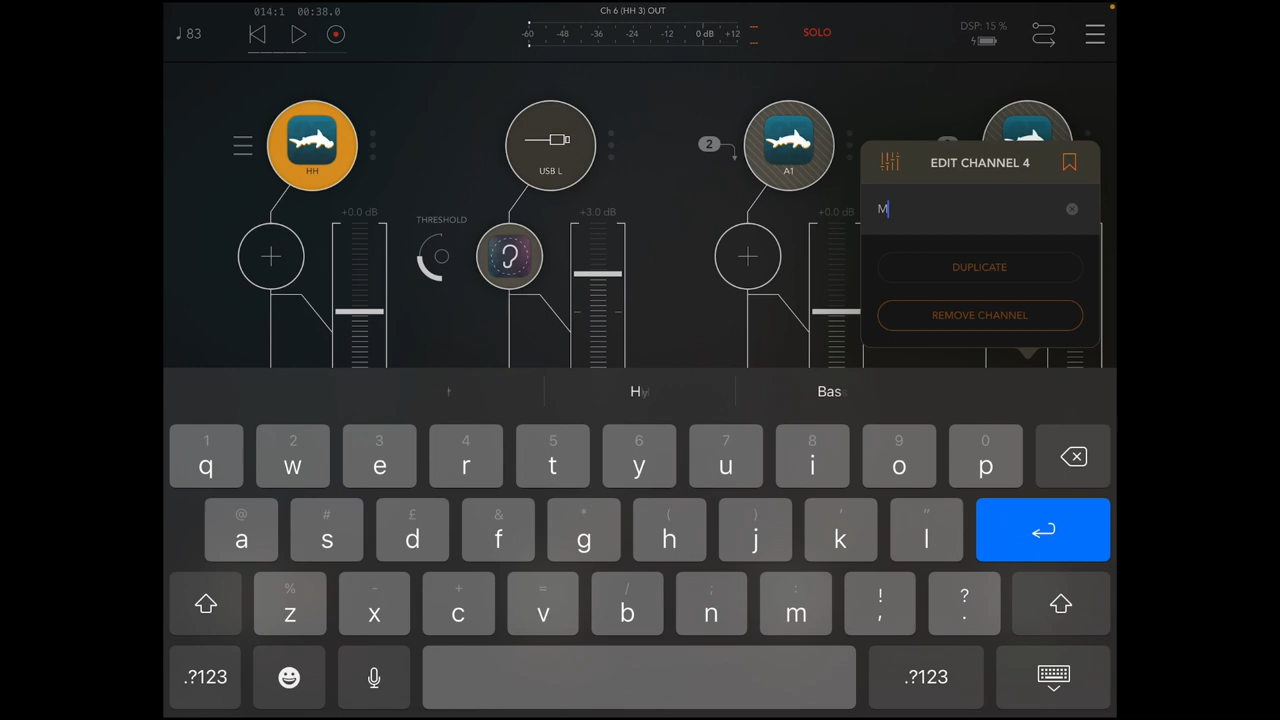 014:1 00:38.0
Ch 6 (HH 3) OUT
♩ 83
-60 -48 -36 -24 -12 0 dB +12
SOLO
DSP: 15 %
HH
USB L
2
A1
EDIT CHANNEL 4
M
+0.0 dB
THRESHOLD
+3.0 dB
+0.0 dB
DUPLICATE
REMOVE CHANNEL
Bas
1 2 3 4 5 6 7 8 9 0
q w e r t y u i o p
@ # £ & * ( ) ' "
a s d f g h j k l
% - + = / ; : ! ?
z x c v b n m , .
.?123 .?123